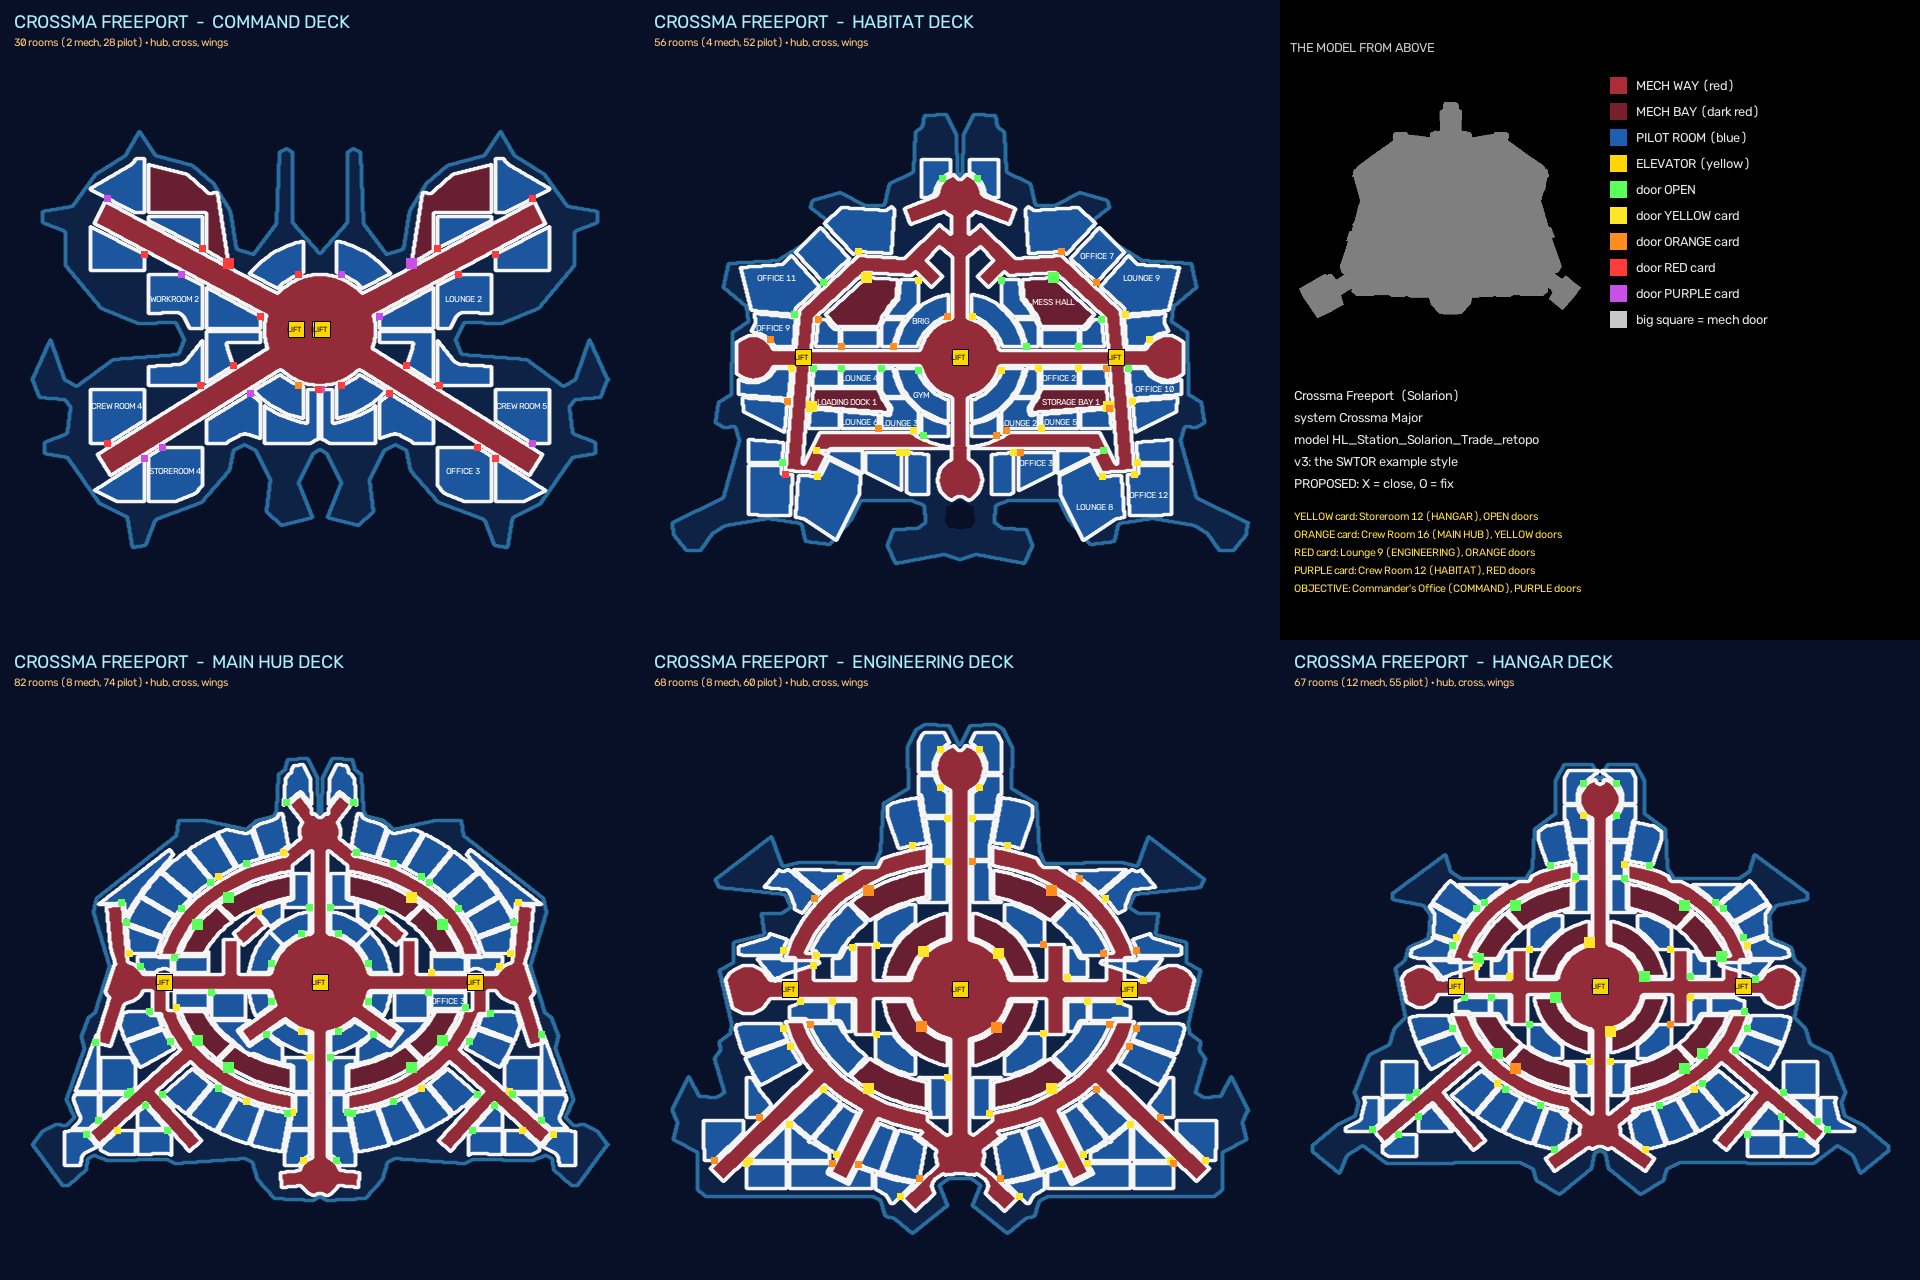 CROSSMA FREEPORT - COMMAND DECK
30 rooms (2 mech, 28 pilot) • hub, cross, wings
WORKROOM 2
LOUNGE 2
LIFT
LIFT
CREW ROOM 4
CREW ROOM 5
STOREROOM 4
OFFICE 3
CROSSMA FREEPORT - HABITAT DECK
56 rooms (4 mech, 52 pilot) • hub, cross, wings
OFFICE 7
OFFICE 11
LOUNGE 9
MESS HALL
BRIG
OFFICE 9
LIFT
LIFT
LIFT
LOUNGE 4
OFFICE 2
OFFICE 10
GYM
LOADING DOCK 1
STORAGE BAY 1
LOUNGE 6
LOUNGE 3
LOUNGE 2
LOUNGE 5
OFFICE 3
OFFICE 12
LOUNGE 8
THE MODEL FROM ABOVE
MECH WAY (red)
MECH BAY (dark red)
PILOT ROOM (blue)
ELEVATOR (yellow)
door OPEN
door YELLOW card
door ORANGE card
door RED card
door PURPLE card
big square = mech door
Crossma Freeport (Solarion)
system Crossma Major
model HL_Station_Solarion_Trade_retopo
v3: the SWTOR example style
PROPOSED: X = close, O = fix
YELLOW card: Storeroom 12 (HANGAR), OPEN doors
ORANGE card: Crew Room 16 (MAIN HUB), YELLOW doors
RED card: Lounge 9 (ENGINEERING), ORANGE doors
PURPLE card: Crew Room 12 (HABITAT), RED doors
OBJECTIVE: Commander's Office (COMMAND), PURPLE doors
CROSSMA FREEPORT - MAIN HUB DECK
82 rooms (8 mech, 74 pilot) • hub, cross, wings
LIFT
LIFT
LIFT
OFFICE 3
CROSSMA FREEPORT - ENGINEERING DECK
68 rooms (8 mech, 60 pilot) • hub, cross, wings
LIFT
LIFT
LIFT
CROSSMA FREEPORT - HANGAR DECK
67 rooms (12 mech, 55 pilot) • hub, cross, wings
LIFT
LIFT
LIFT